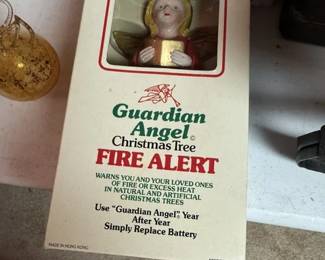 Guardian
Angel©
Christmas Tree
FIRE ALERT
WARNS YOU AND YOUR LOVED ONES
OF FIRE OR EXCESS HEAT
IN NATURAL AND ARTIFICIAL
CHRISTMAS TREES
Use "Guardian Angel", Year
After Year
Simply Replace Battery
MADE IN HONG KONG